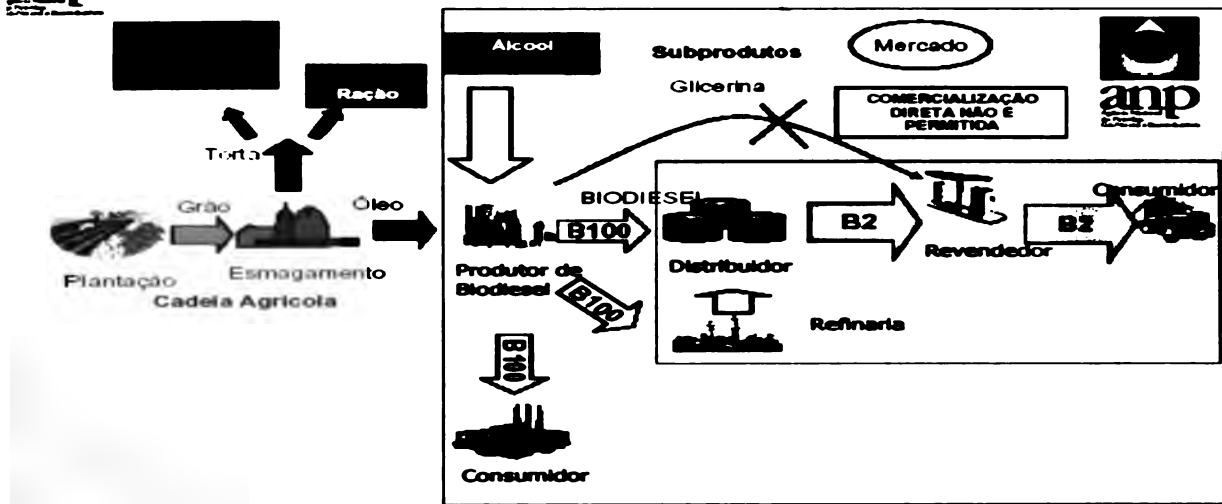 Álcool
Subprodutos
Mercado
Glicerina
COMERCIALIZAÇÃO
DIRETA NÃO É
PERMITIDA
anp
Ração
Torta
Grão
Óleo
Plantação
Esmagamento
Cadeia Agrícola
BIODIESEL
B100
Produtor de
Biodiesel
B100
B100
Consumidor
Distribuidor
B2
Revendedor
B2
Consumidor
Refinaria